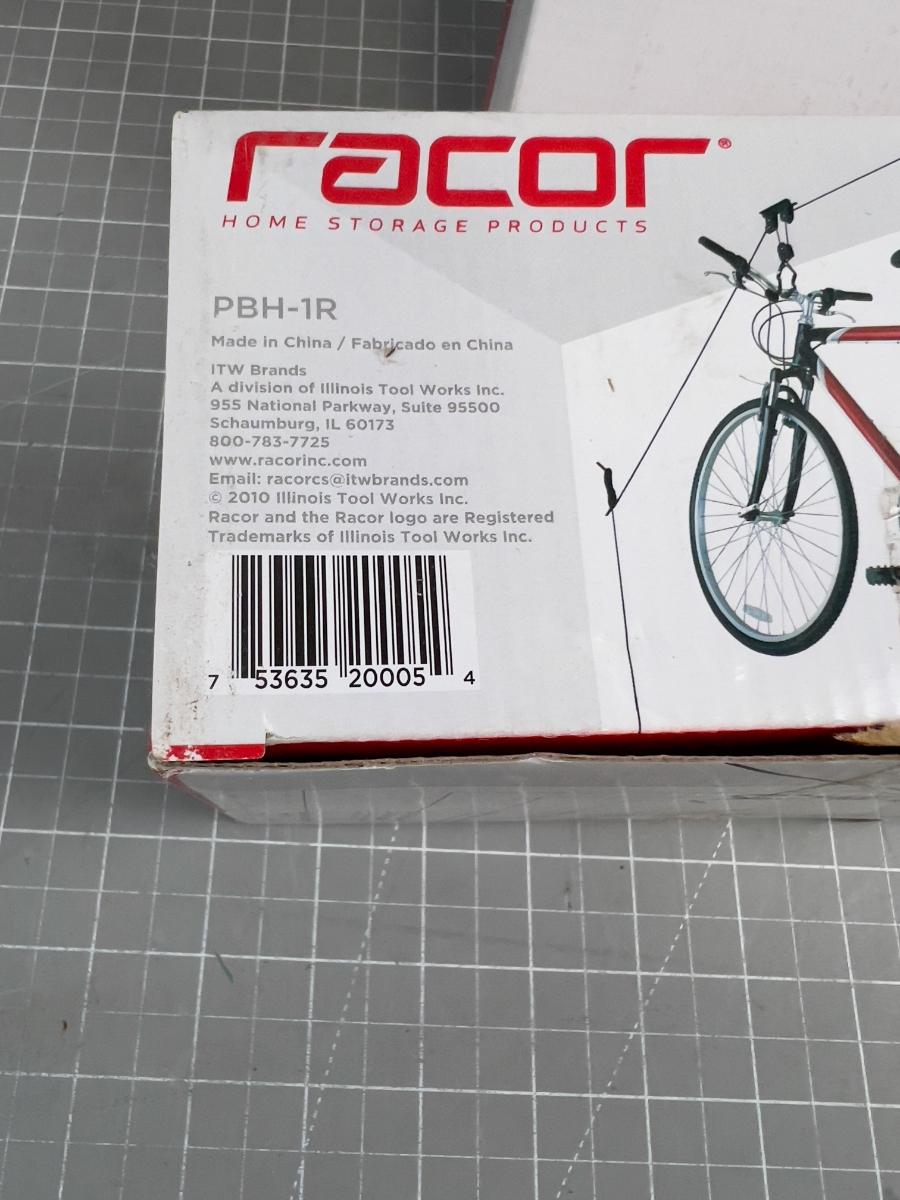 racor®
HOME STORAGE PRODUCTS
PBH-1R
Made in China / Fabricado en China
ITW Brands
A division of Illinois Tool Works Inc.
955 National Parkway, Suite 95500
Schaumburg, IL 60173
800-783-7725
www.racorinc.com
Email: racorcs@itwbrands.com
© 2010 Illinois Tool Works Inc.
Racor and the Racor logo are Registered
Trademarks of Illinois Tool Works Inc.
7 53635 20005 4